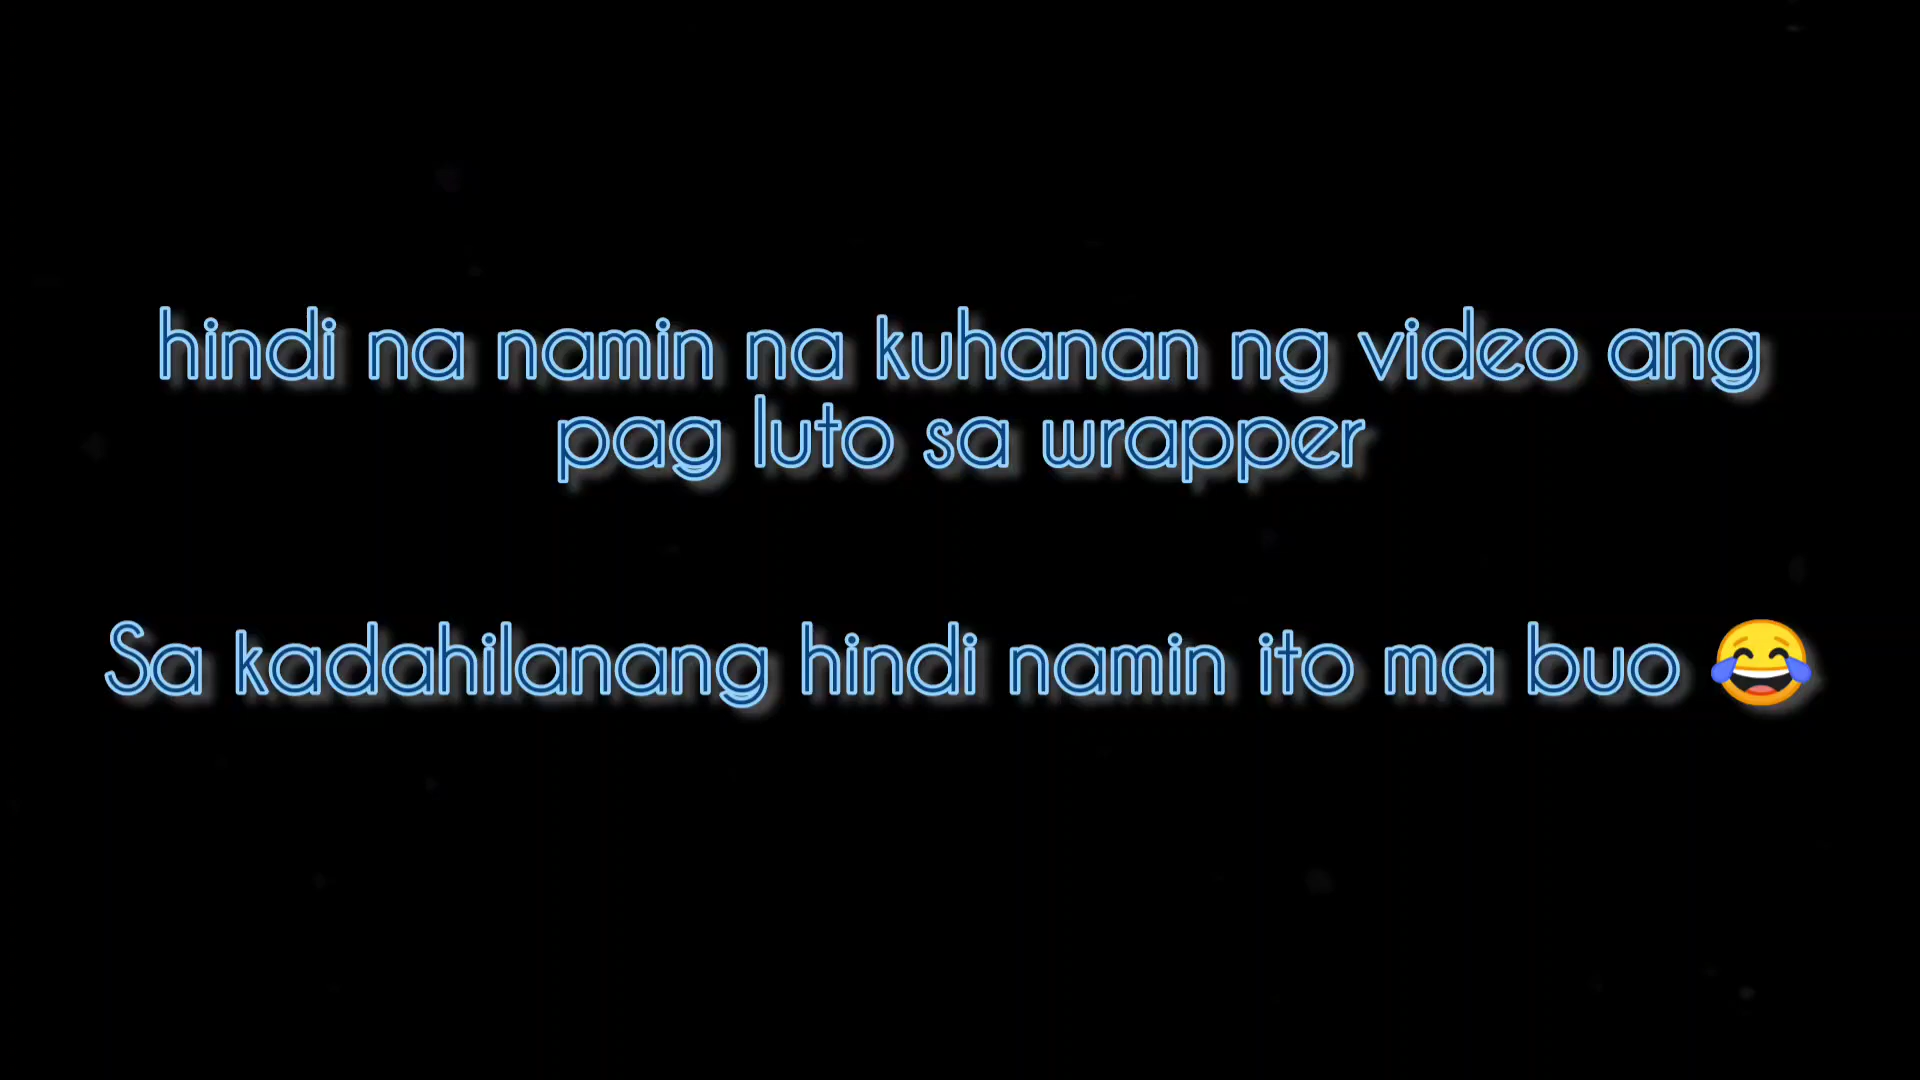 hindi na namin na kuhanan ng video ang
pag luto sa wrapper
Sa kadahilanang hindi namin ito ma buo 😂